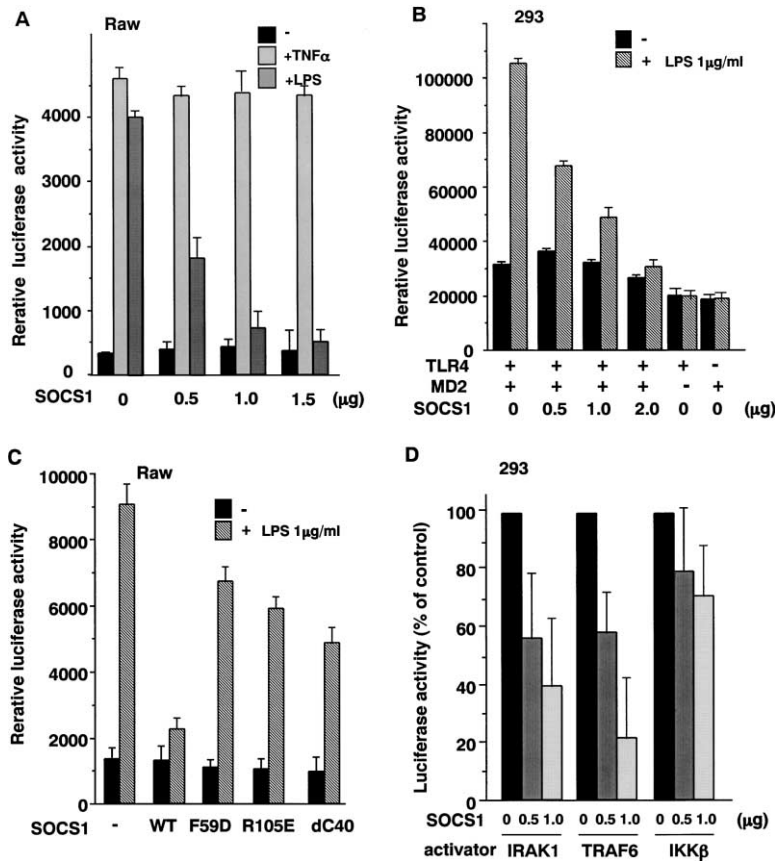 A
Raw
-
+TNFα
+LPS
Rerative luciferase activity
4000
3000
2000
1000
0
SOCS1 0 0.5 1.0 1.5 (μg)
B
293
-
+ LPS 1μg/ml
Rerative luciferase activity
100000
80000
60000
40000
20000
0
TLR4 + + + + + -
MD2 + + + + - +
SOCS1 0 0.5 1.0 2.0 0 0 (μg)
C
Raw
-
+ LPS 1μg/ml
Rerative luciferase activity
10000
8000
6000
4000
2000
0
SOCS1 - WT F59D R105E dC40
D
293
Luciferase activity (% of control)
100
80
60
40
20
0
SOCS1 0 0.5 1.0 0 0.5 1.0 0 0.5 1.0 (μg)
activator IRAK1 TRAF6 IKKβ